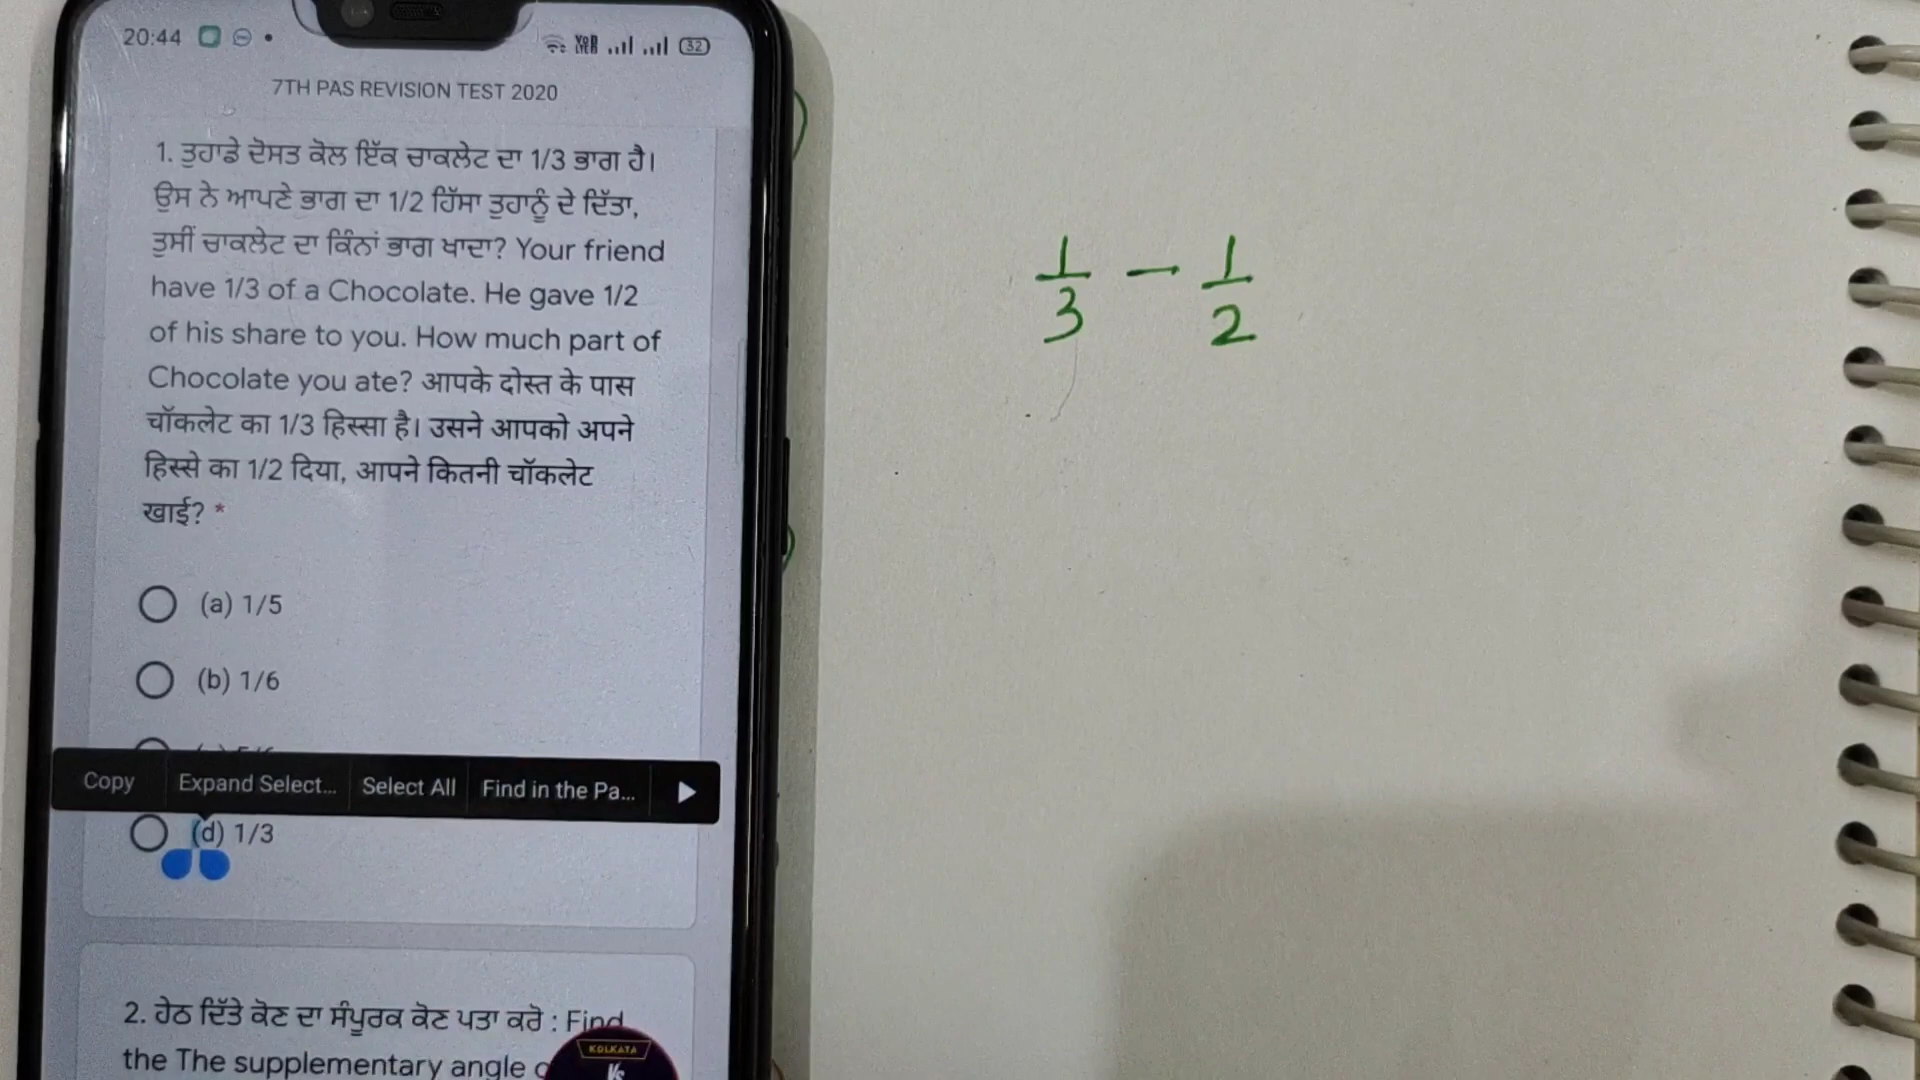 20:44
VoD LTE 32
7TH PAS REVISION TEST 2020
1. ਤੁਹਾਡੇ ਦੋਸਤ ਕੋਲ ਇੱਕ ਚਾਕਲੇਟ ਦਾ 1/3 ਭਾਗ ਹੈ।
ਉਸ ਨੇ ਆਪਣੇ ਭਾਗ ਦਾ 1/2 ਹਿੱਸਾ ਤੁਹਾਨੂੰ ਦੇ ਦਿੱਤਾ,
ਤੁਸੀਂ ਚਾਕਲੇਟ ਦਾ ਕਿੰਨਾਂ ਭਾਗ ਖਾਦਾ? Your friend
have 1/3 of a Chocolate. He gave 1/2
of his share to you. How much part of
Chocolate you ate? आपके दोस्त के पास
चॉकलेट का 1/3 हिस्सा है। उसने आपको अपने
हिस्से का 1/2 दिया, आपने कितनी चॉकलेट
खाई? *
(a) 1/5
(b) 1/6
Copy Expand Select... Select All Find in the Pa...
(d) 1/3
2. ਹੇਠ ਦਿੱਤੇ ਕੋਣ ਦਾ ਸੰਪੂਰਕ ਕੋਣ ਪਤਾ ਕਰੋ : Find
the The supplementary angle
KOLKATA
Vs
1/3 - 1/2